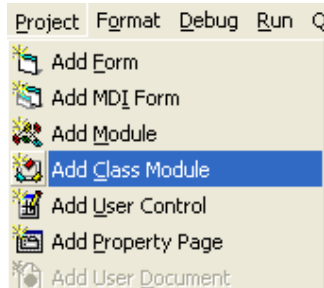 Project Format Debug Run Q
Add Form
Add MDI Form
Add Module
Add Class Module
Add User Control
Add Property Page
Add User Document